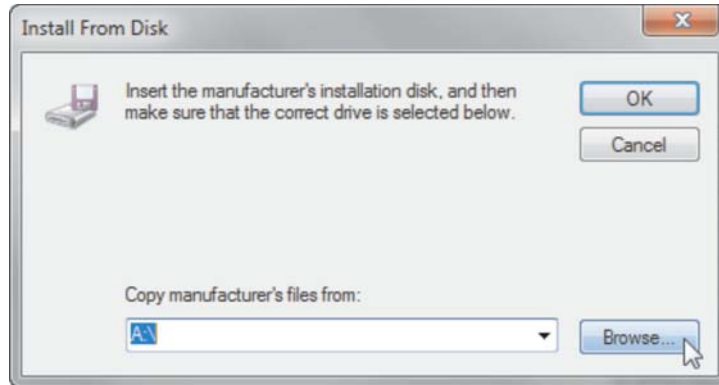 Install From Disk
Insert the manufacturer's installation disk, and then
make sure that the correct drive is selected below.
OK
Cancel
Copy manufacturer's files from:
A:\
Browse...